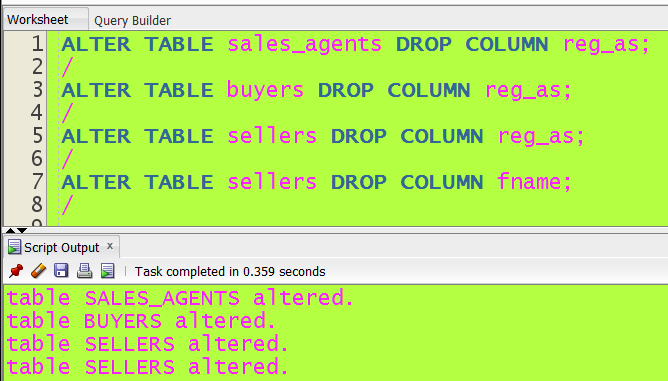 Worksheet Query Builder
1 ALTER TABLE sales_agents DROP COLUMN reg_as;
2 /
3 ALTER TABLE buyers DROP COLUMN reg_as;
4 /
5 ALTER TABLE sellers DROP COLUMN reg_as;
6 /
7 ALTER TABLE sellers DROP COLUMN fname;
8 /
Script Output x
Task completed in 0.359 seconds
table SALES_AGENTS altered.
table BUYERS altered.
table SELLERS altered.
table SELLERS altered.